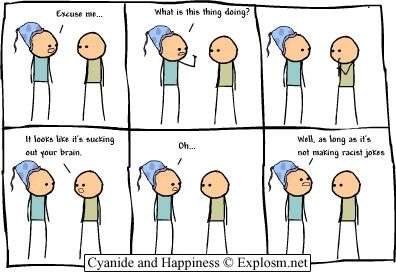 Excuse me...
What is this thing doing?
It looks like it's sucking
out your brain.
Oh...
Well, as long as it's
not making racist jokes
Cyanide and Happiness © Explosm.net